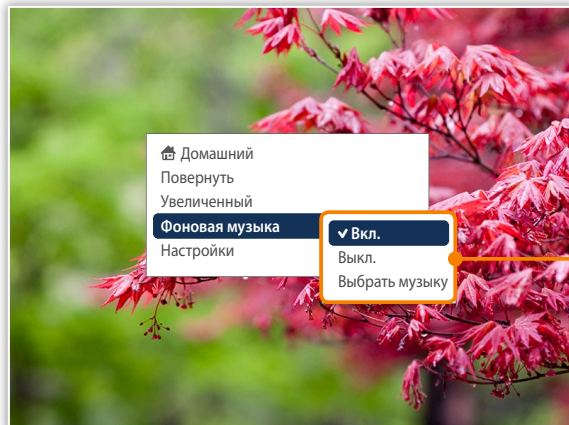 Домашний
Повернуть
Увеличенный
Фоновая музыка
Настройки
Вкл.
Выкл.
Выбрать музыку